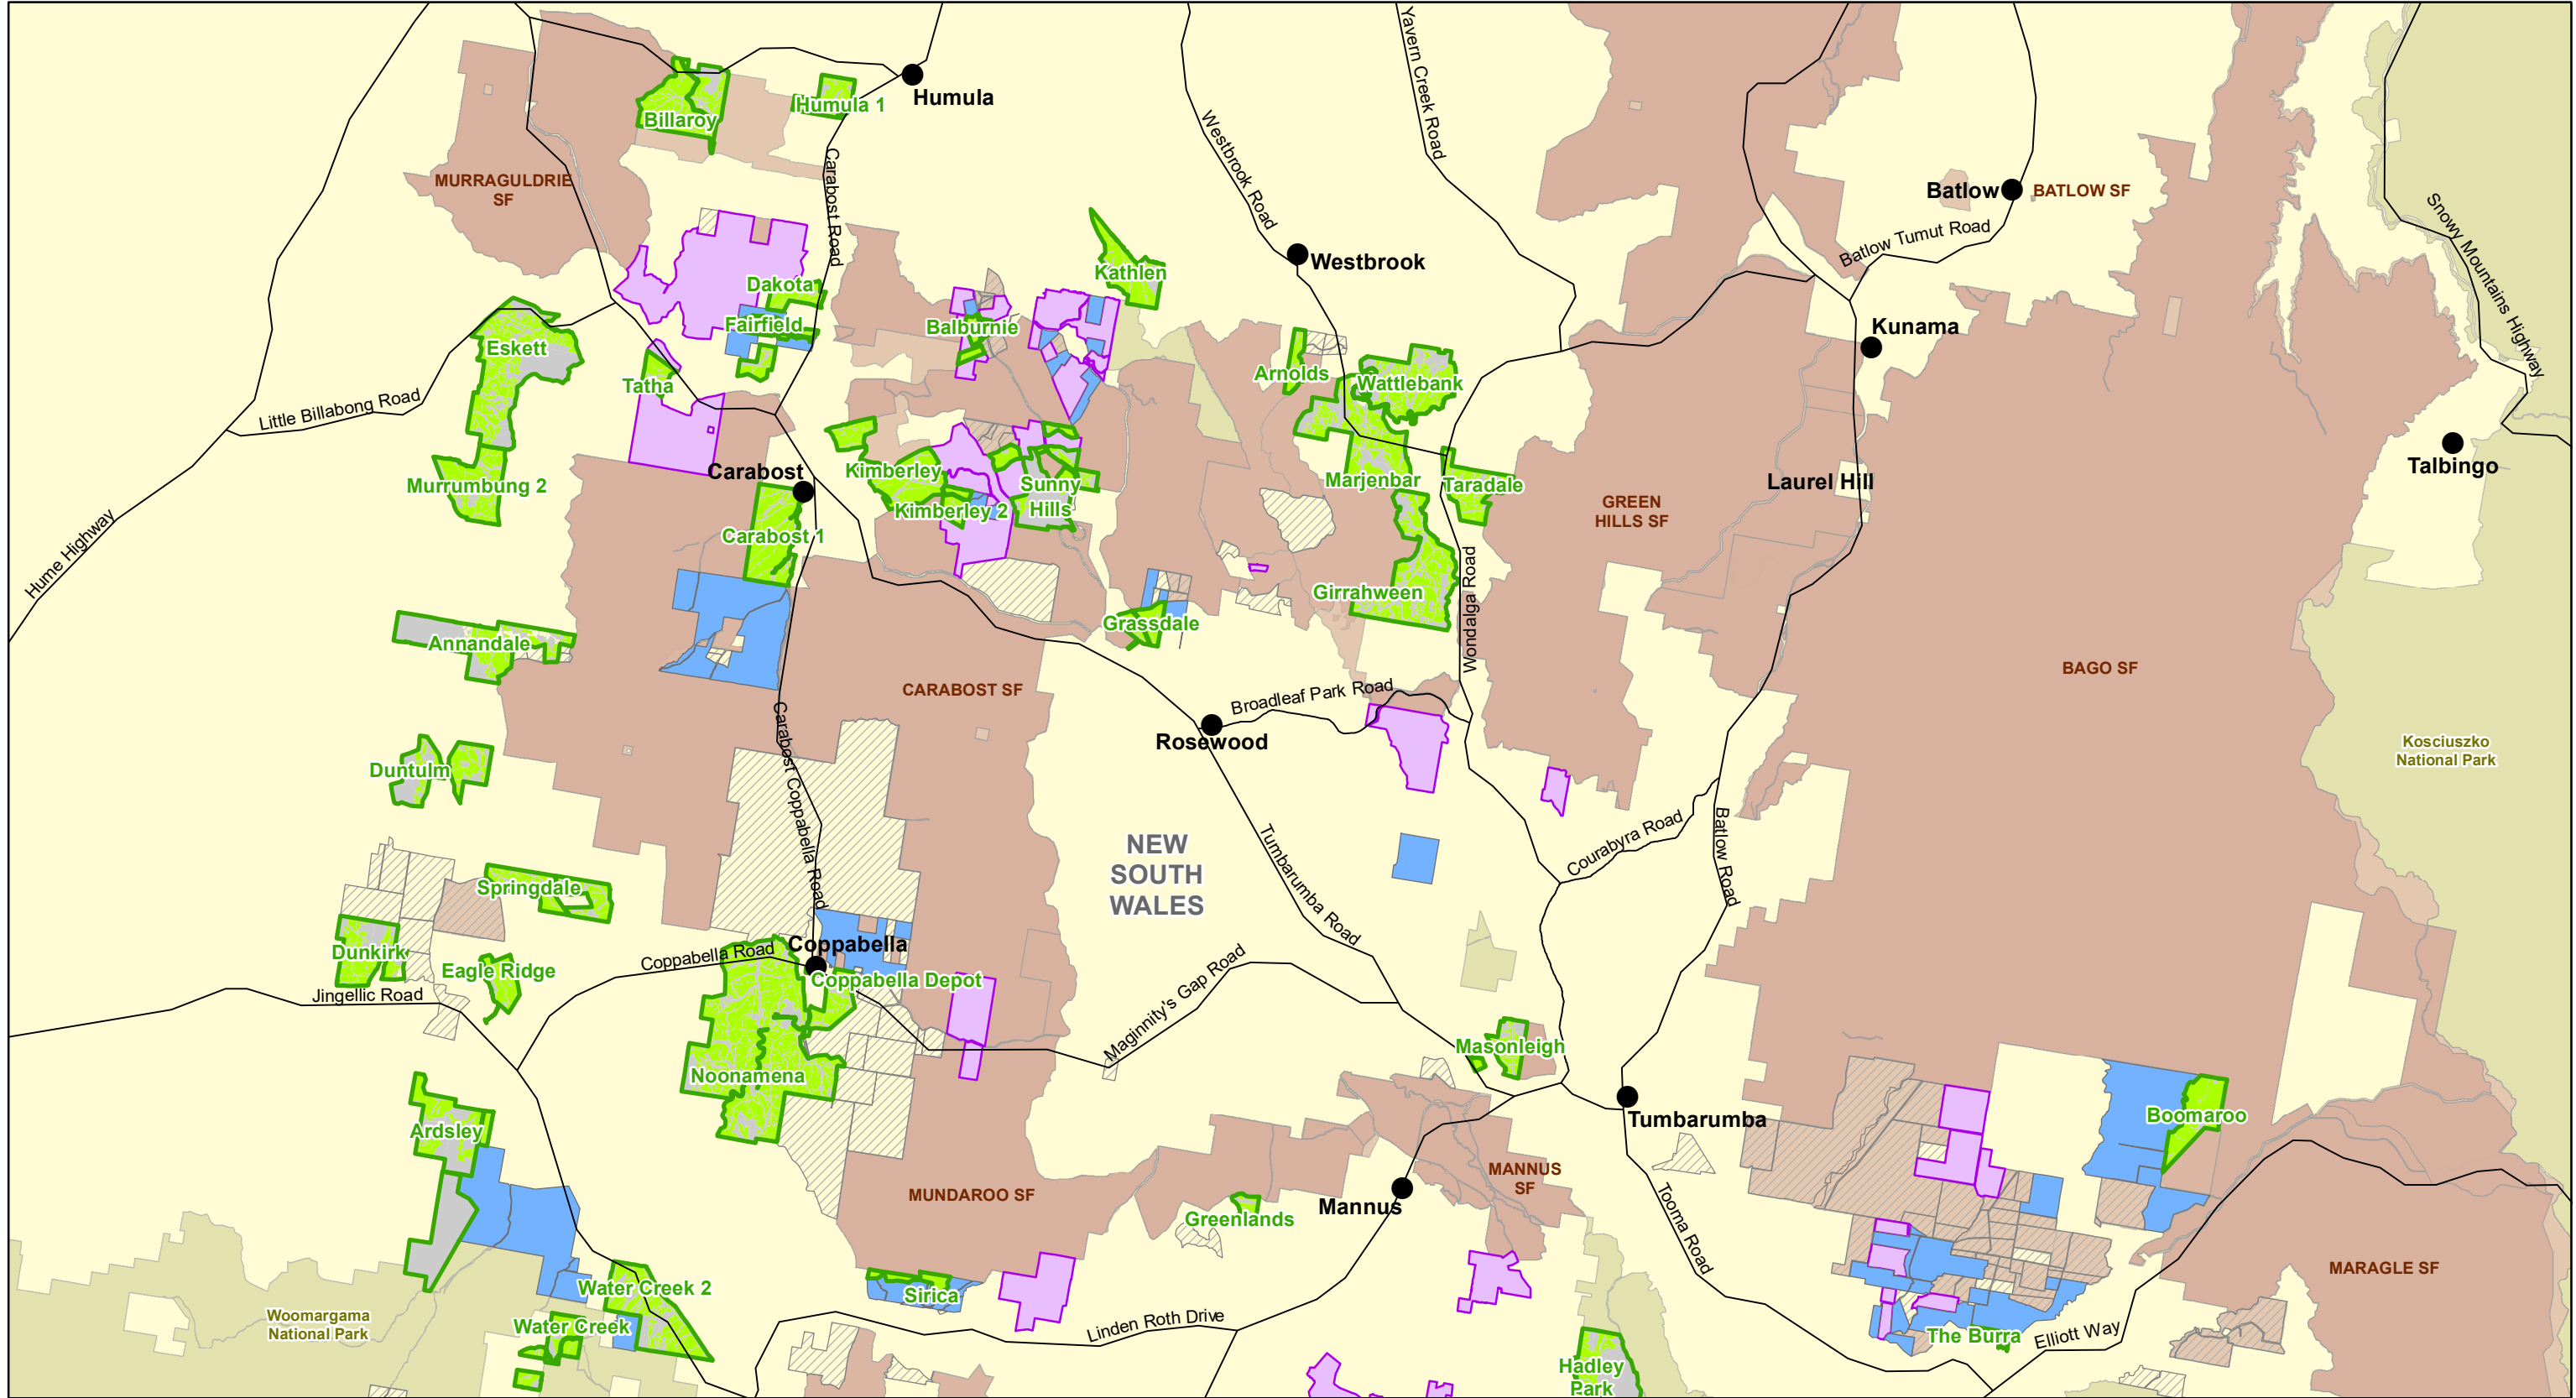 Humula
Humula 1
Billaroy
Carabost Road
Westbrook Road
Yavern Creek Road
MURRAGULDRIE
SF
Batlow
BATLOW SF
Batlow Tumut Road
Snowy Mountains Highway
Westbrook
Kathlen
Dakota
Fairfield
Balburnie
Kunama
Eskett
Tatha
Arnolds
Wattlebank
Little Billabong Road
Talbingo
Carabost
Kimberley
Kimberley 2
Sunny
Hills
Marjenbar
Taradale
Laurel Hill
GREEN
HILLS SF
Murrumbung 2
Carabost 1
Hume Highway
Girrahween
Wondalga Road
Grassdale
Annandale
CARABOST SF
BAGO SF
Broadleaf Park Road
Rosewood
Kosciuszko
National Park
Duntulm
Carabost Coppabella Road
NEW
SOUTH
WALES
Tumbarumba Road
Courabyra Road
Batlow Road
Springdale
Dunkirk
Eagle Ridge
Coppabella Road
Coppabella
Coppabella Depot
Jingellic Road
Maginnity's Gap Road
Masonleigh
Noonamena
Tumbarumba
Boomaroo
Ardsley
MUNDAROO SF
MANNUS
SF
Mannus
Greenlands
Tooma Road
MARAGLE SF
Water Creek 2
Sirica
Woomargama
National Park
Water Creek
Linden Roth Drive
The Burra
Elliott Way
Hadley
Park